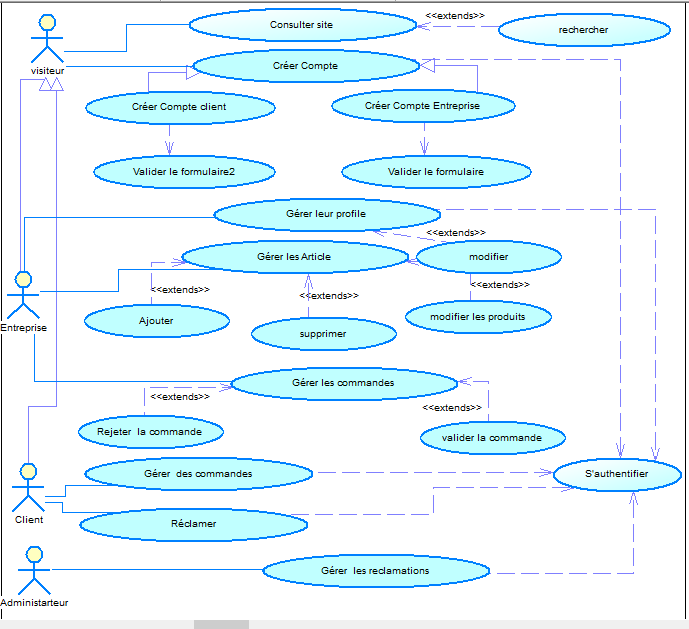 Consulter site
<<extends>>
rechercher
visiteur
Créer Compte
Créer Compte client
Créer Compte Entreprise
Valider le formulaire2
Valider le formulaire
Gérer leur profile
<<extends>>
Gérer les Article
modifier
<<extends>>
<<extends>>
<<extends>>
Entreprise
Ajouter
modifier les produits
supprimer
Gérer les commandes
<<extends>>
<<extends>>
Rejeter la commande
valider la commande
Gérer des commandes
S'authentifier
Client
Réclamer
Gérer les reclamations
Administarteur